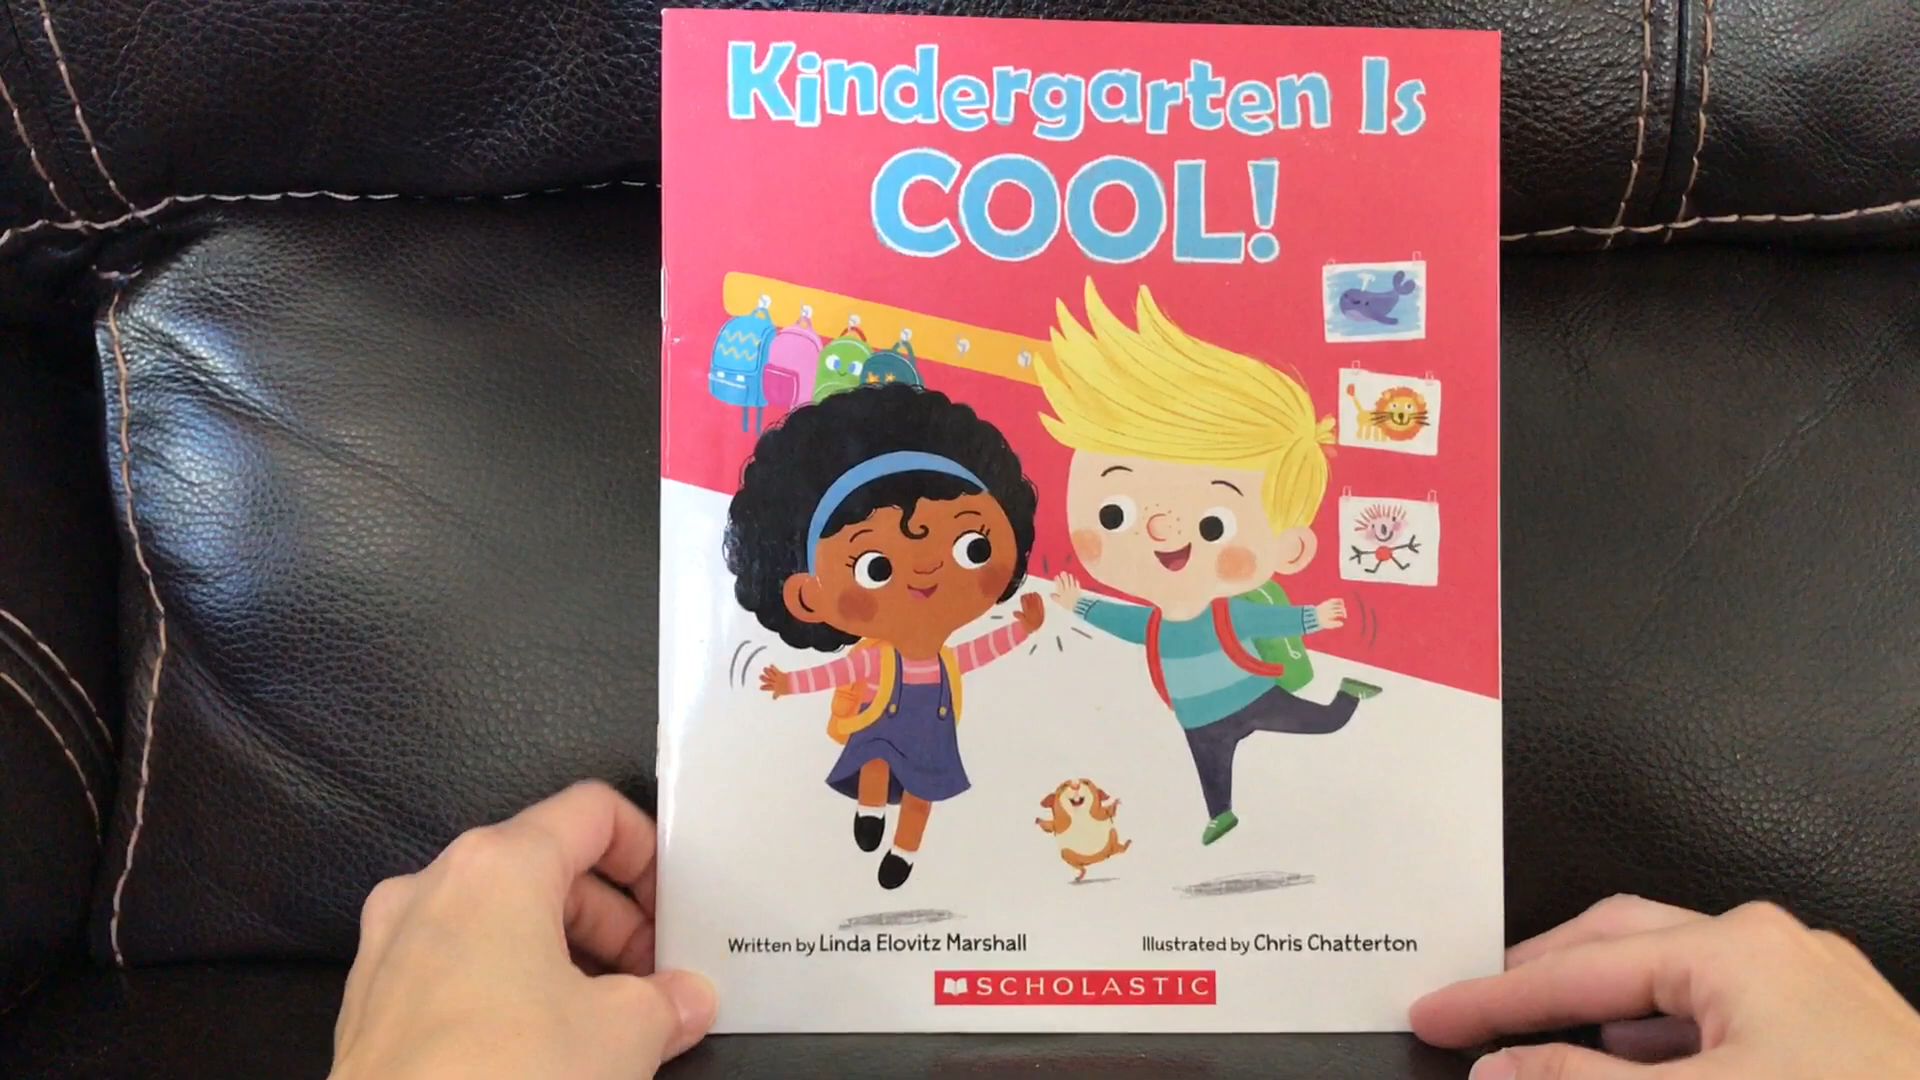 Kindergarten Is
COOL!
Written by Linda Elovitz Marshall
Illustrated by Chris Chatterton
SCHOLASTIC